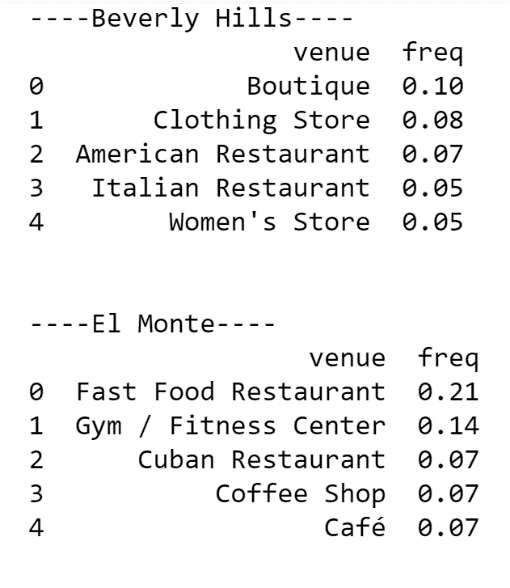 ----Beverly Hills----
venue freq
0 Boutique 0.10
1 Clothing Store 0.08
2 American Restaurant 0.07
3 Italian Restaurant 0.05
4 Women's Store 0.05
----El Monte----
venue freq
0 Fast Food Restaurant 0.21
1 Gym / Fitness Center 0.14
2 Cuban Restaurant 0.07
3 Coffee Shop 0.07
4 Café 0.07